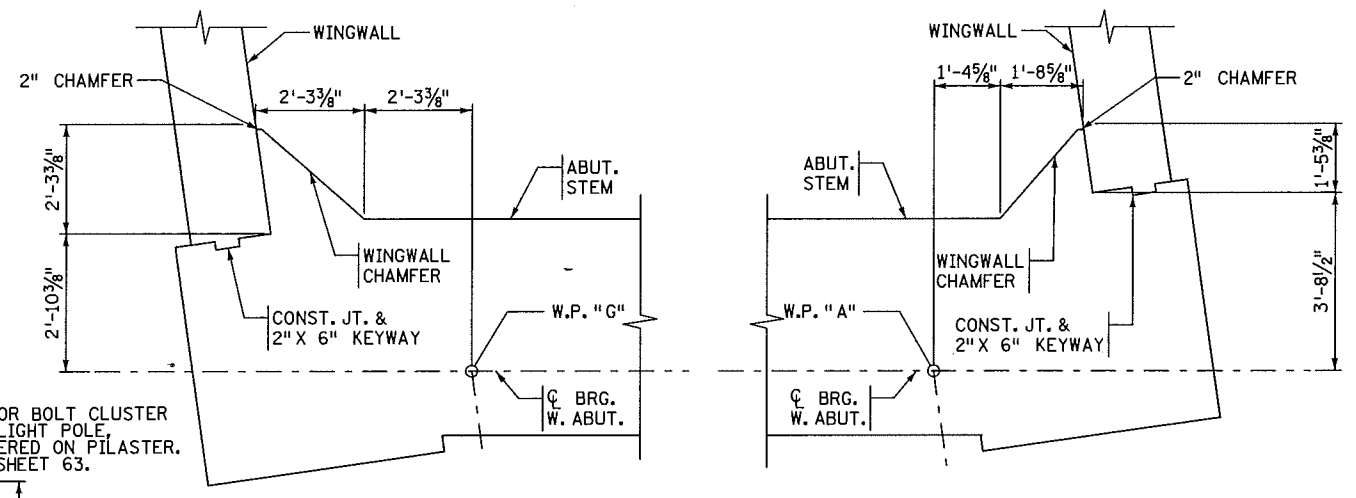 WINGWALL
2" CHAMFER
2'-3⅜"
2'-3⅜"
2'-3⅜"
ABUT.
STEM
WINGWALL
CHAMFER
2'-10⅜"
CONST. JT. &
2" X 6" KEYWAY
W.P. "G"
℄ BRG.
W. ABUT.
OR BOLT CLUSTER
LIGHT POLE,
ERED ON PILASTER.
SHEET 63.
WINGWALL
1'-4⅝"
1'-8⅝"
2" CHAMFER
1'-5⅜"
ABUT.
STEM
WINGWALL
CHAMFER
3'-8½"
W.P. "A"
CONST. JT. &
2" X 6" KEYWAY
℄ BRG.
W. ABUT.